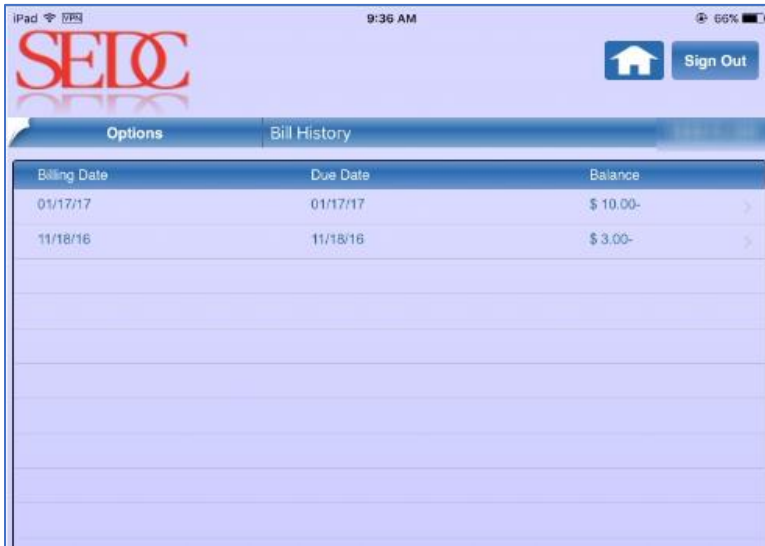 iPad VPN 9:36 AM 66%
SEDC
Sign Out
Options Bill History
Billing Date Due Date Balance
01/17/17 01/17/17 $ 10.00-
11/18/16 11/18/16 $ 3.00-